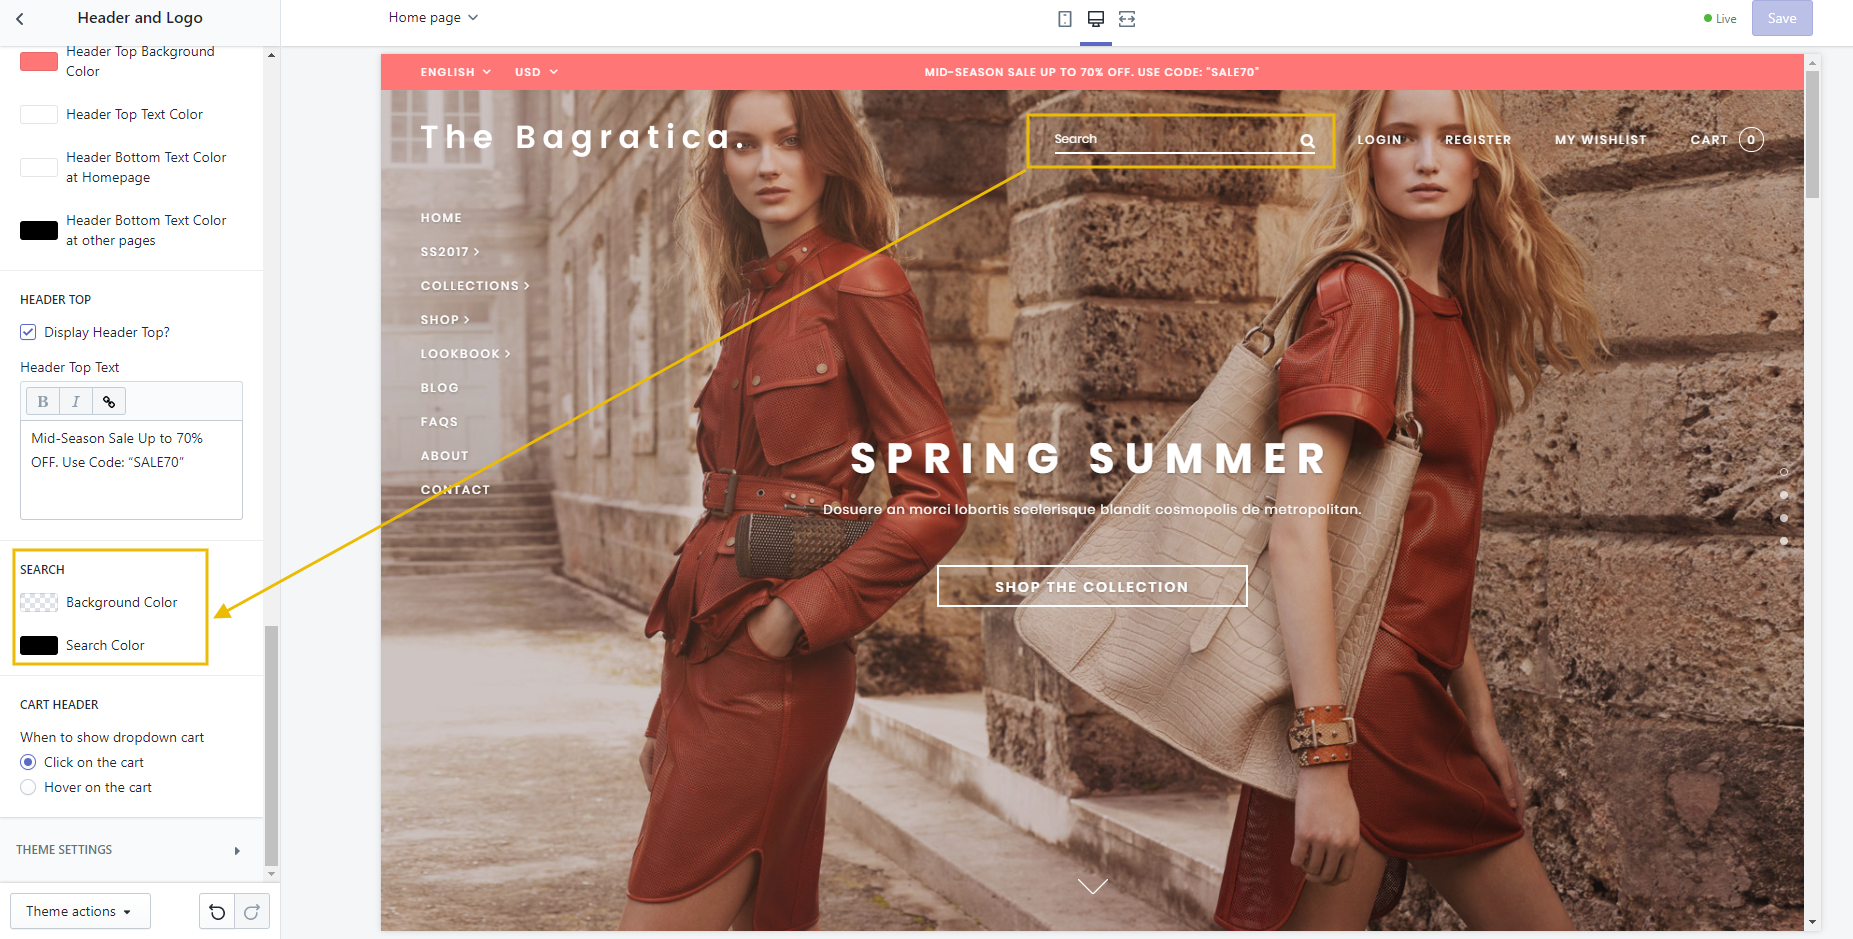 Header and Logo
Home page
Live
Save
Header Top Background
Color
Header Top Text Color
Header Bottom Text Color
at Homepage
Header Bottom Text Color
at other pages
HEADER TOP
Display Header Top?
Header Top Text
B I
Mid-Season Sale Up to 70%
OFF. Use Code: “SALE70”
SEARCH
Background Color
Search Color
CART HEADER
When to show dropdown cart
Click on the cart
Hover on the cart
THEME SETTINGS
Theme actions
ENGLISH USD MID-SEASON SALE UP TO 70% OFF. USE CODE: "SALE70"
The Bagratica.
Search
LOGIN REGISTER MY WISHLIST CART 0
HOME
SS2017
COLLECTIONS
SHOP
LOOKBOOK
BLOG
FAQS
ABOUT
CONTACT
SPRING SUMMER
Dosuere an morci lobortis scelerisque blandit cosmopolis de metropolitan.
SHOP THE COLLECTION